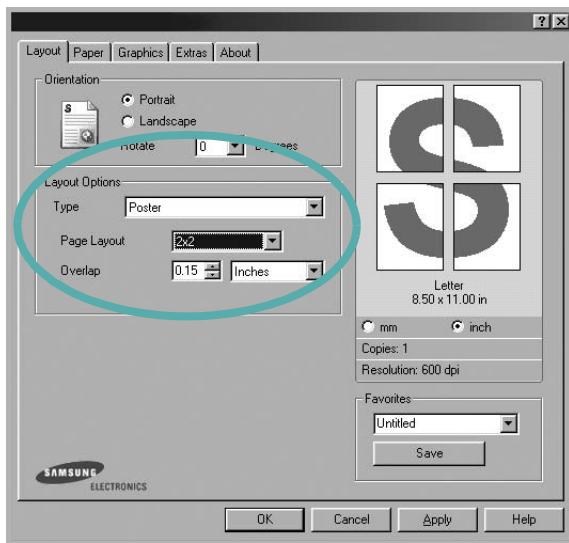 ? X
Layout Paper Graphics Extras About
Orientation
S
Portrait
Landscape
Rotate 0 Degrees
Layout Options
Type Poster
Page Layout 2x2
Overlap 0.15 Inches
S
Letter
8.50 x 11.00 in
mm inch
Copies: 1
Resolution: 600 dpi
Favorites
Untitled
Save
SAMSUNG
ELECTRONICS
OK Cancel Apply Help